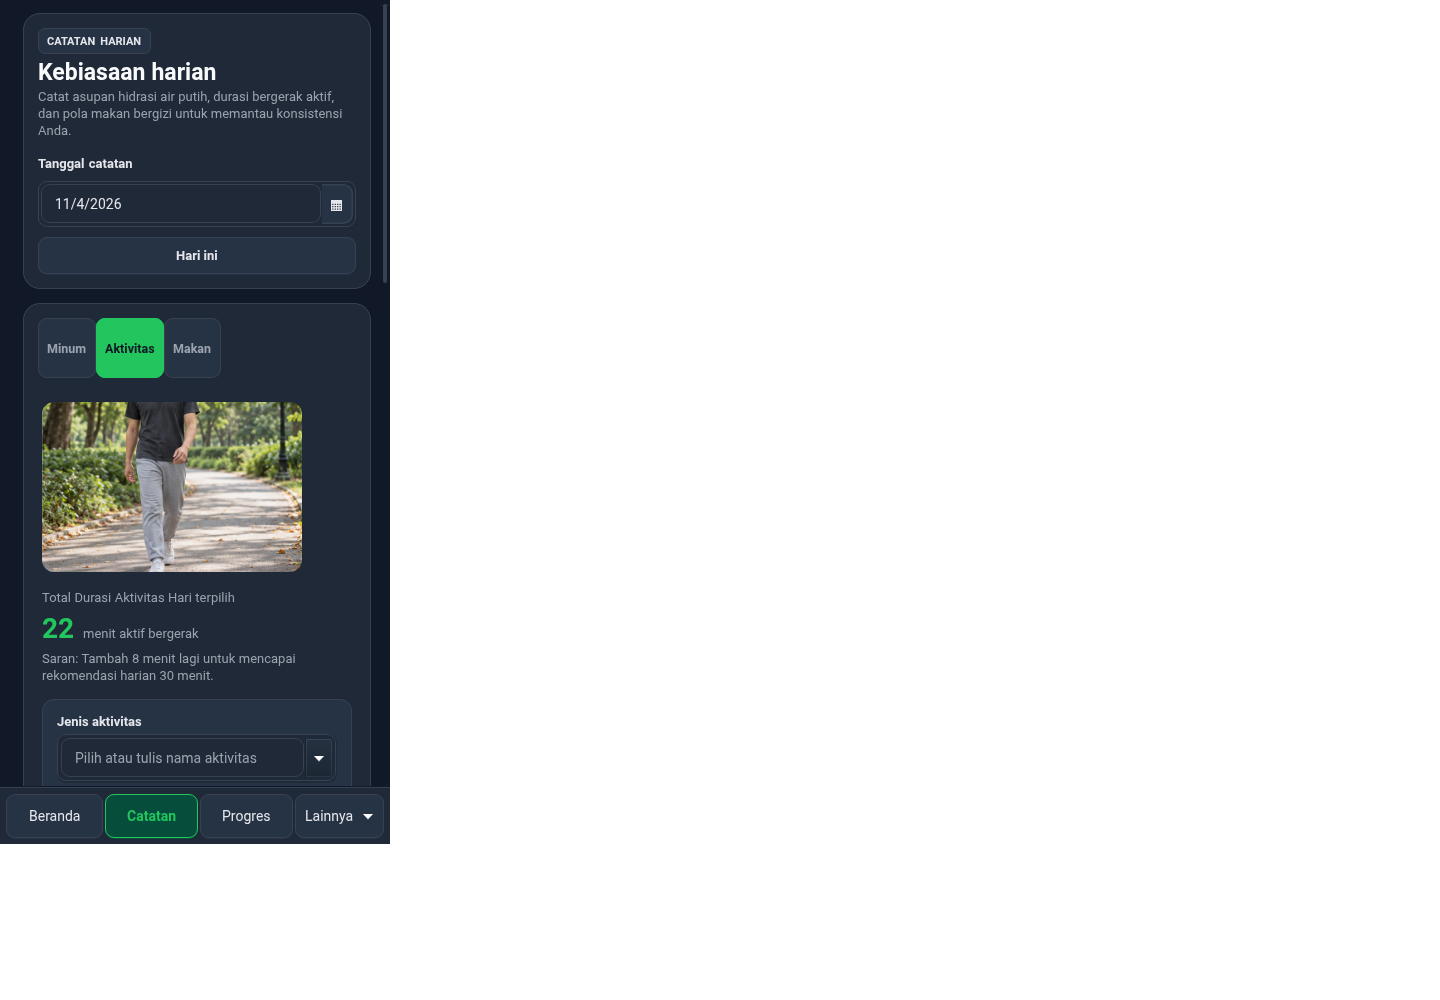 CATATAN HARIAN
Kebiasaan harian
Catat asupan hidrasi air putih, durasi bergerak aktif,
dan pola makan bergizi untuk memantau konsistensi
Anda.
Tanggal catatan
11/4/2026
Hari ini
Minum
Aktivitas
Makan
Total Durasi Aktivitas Hari terpilih
22 menit aktif bergerak
Saran: Tambah 8 menit lagi untuk mencapai
rekomendasi harian 30 menit.
Jenis aktivitas
Pilih atau tulis nama aktivitas
Beranda
Catatan
Progres
Lainnya